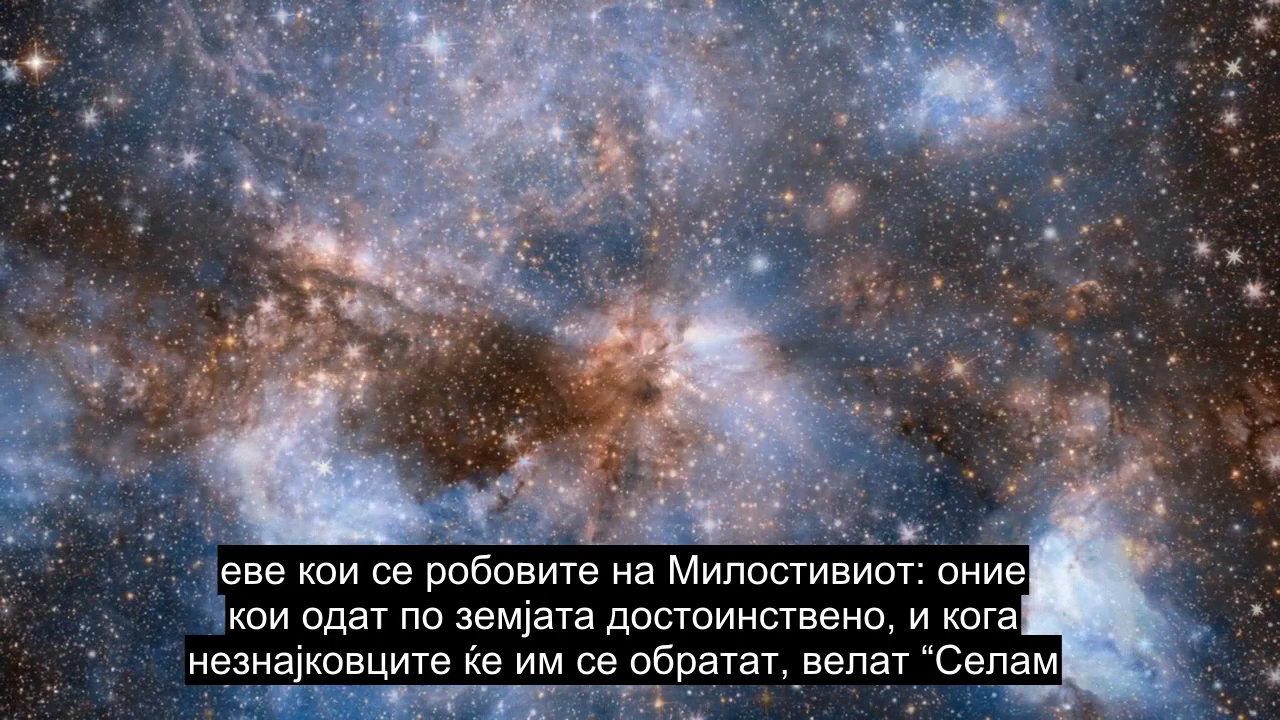 еве кои се робовите на Милостивиот: оние
кои одат по земјата достоинствено, и кога
незнајковците ќе им се обратат, велат “Селам